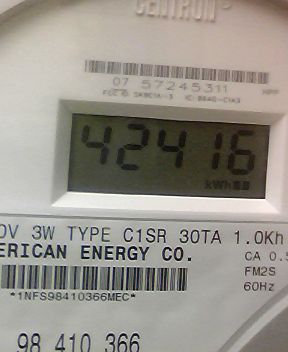 CENTRON
07 57245311
42416
kWh
OV 3W TYPE C1SR 30TA 1.0Kh
ERICAN ENERGY CO.
CA 0.5
*1NFS98410366MEC*
FM2S
60Hz
98 410 366